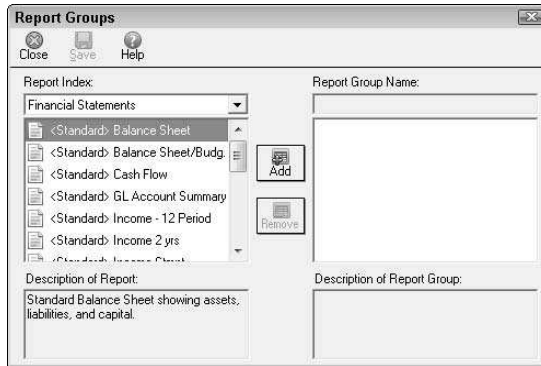 Report Groups
Close Save Help
Report Index: Report Group Name:
Financial Statements
<Standard> Balance Sheet
<Standard> Balance Sheet/Budg.
<Standard> Cash Flow
<Standard> GL Account Summary
<Standard> Income - 12 Period
<Standard> Income 2 yrs
Add
Remove
Description of Report: Description of Report Group:
Standard Balance Sheet showing assets,
liabilities, and capital.